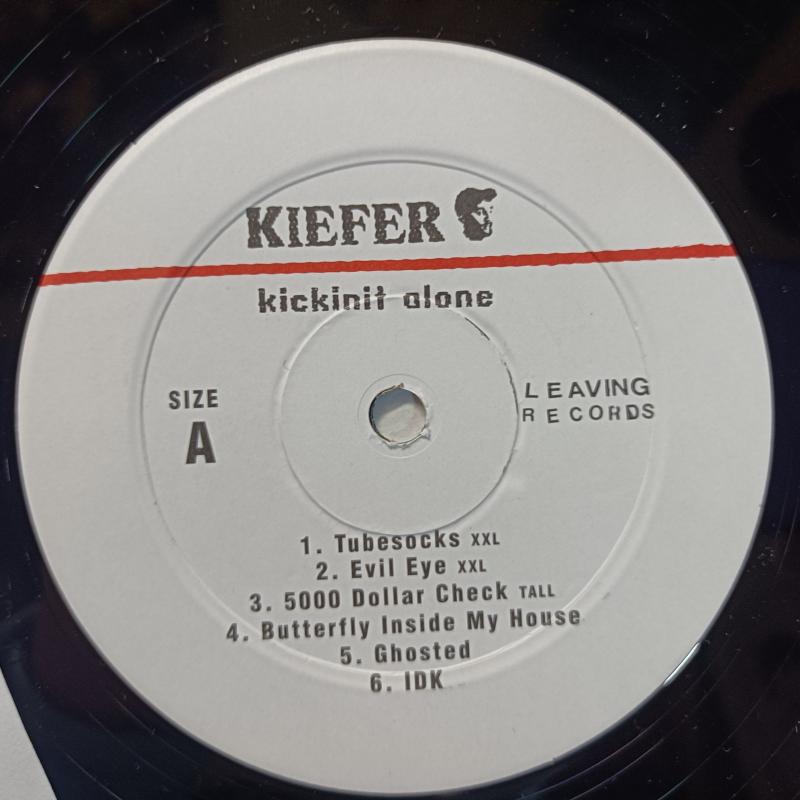 KIEFER
kickinit alone
SIZE
A
LEAVING
RECORDS
1. Tubesocks XXL
2. Evil Eye XXL
3. 5000 Dollar Check TALL
4. Butterfly Inside My House
5. Ghosted
6. IDK